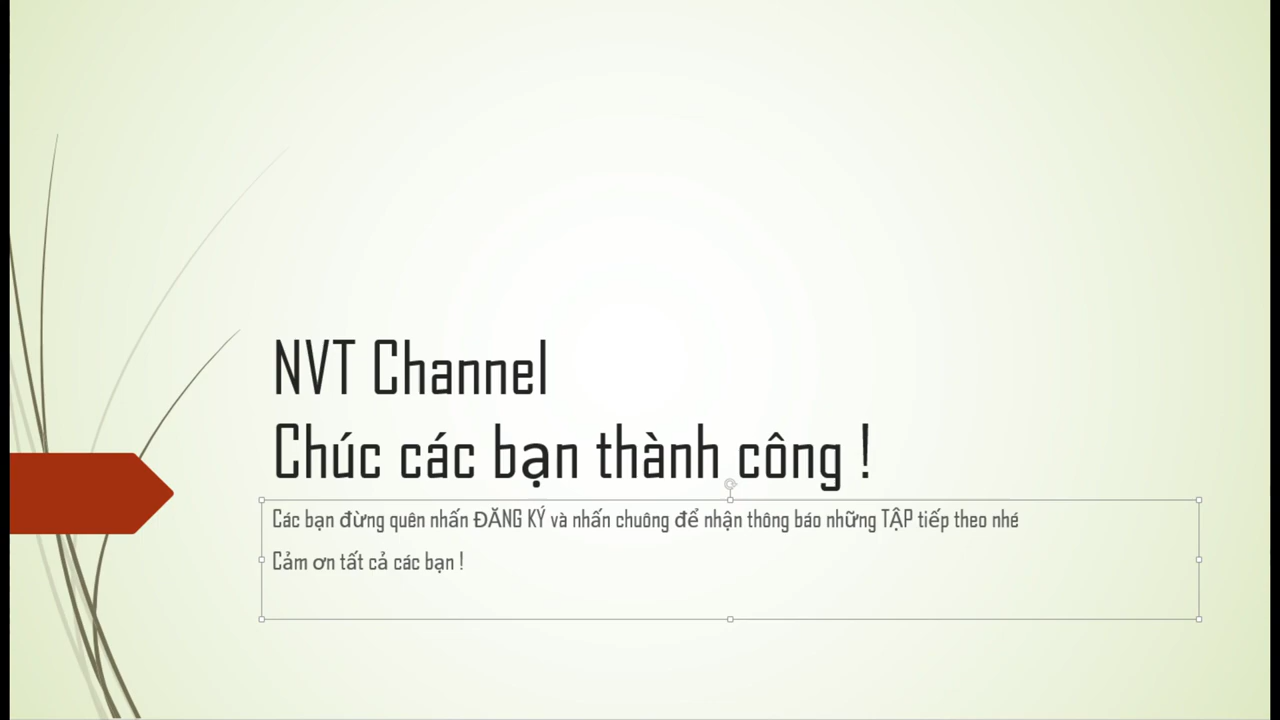 NVT Channel
Chúc các bạn thành công !
Các bạn đừng quên nhấn ĐĂNG KÝ và nhấn chuông để nhận thông báo những TẬP tiếp theo nhé
Cảm ơn tất cả các bạn !